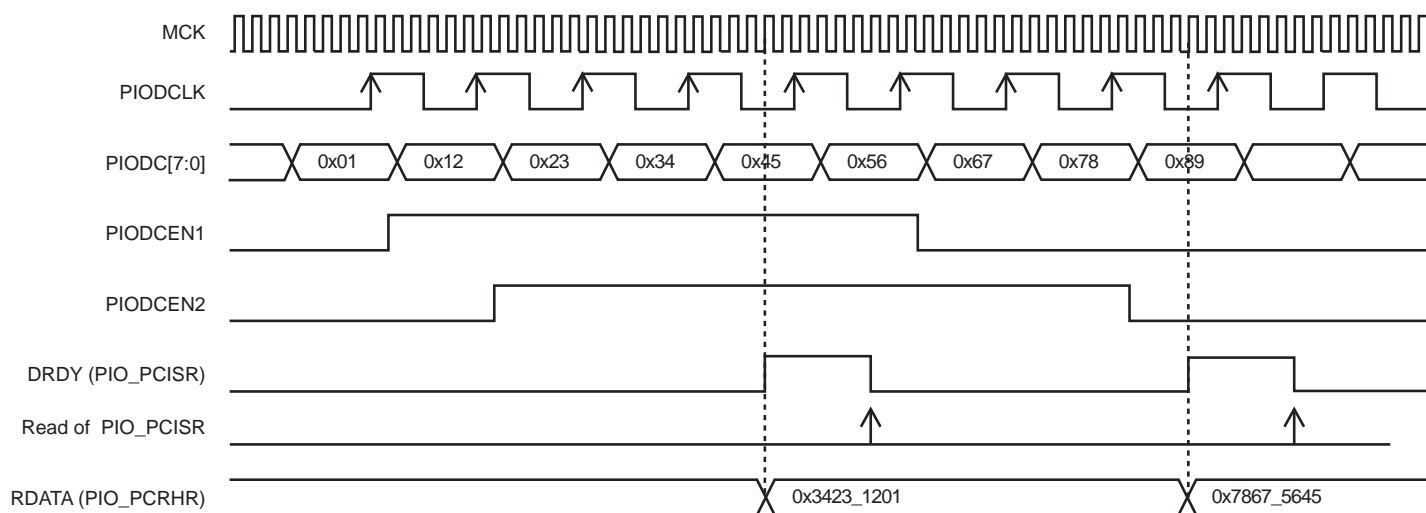 MCK
PIODCLK
PIODC[7:0] 0x01 0x12 0x23 0x34 0x45 0x56 0x67 0x78 0x89
PIODCEN1
PIODCEN2
DRDY (PIO_PCISR)
Read of PIO_PCISR
RDATA (PIO_PCRHR) 0x3423_1201 0x7867_5645